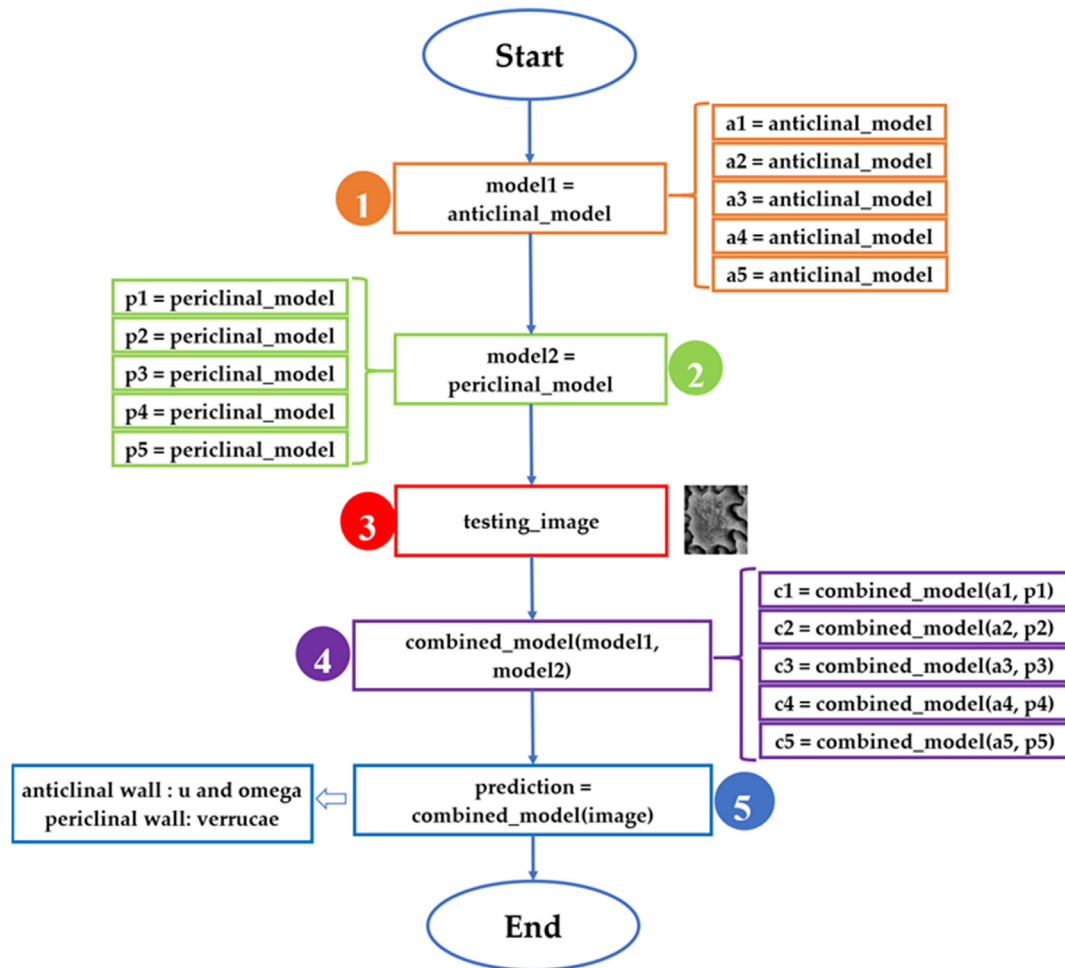 Start
1
model1 =
anticlinal_model
a1 = anticlinal_model
a2 = anticlinal_model
a3 = anticlinal_model
a4 = anticlinal_model
a5 = anticlinal_model
p1 = periclinal_model
p2 = periclinal_model
p3 = periclinal_model
p4 = periclinal_model
p5 = periclinal_model
model2 =
periclinal_model
2
3
testing_image
4
combined_model(model1,
model2)
c1 = combined_model(a1, p1)
c2 = combined_model(a2, p2)
c3 = combined_model(a3, p3)
c4 = combined_model(a4, p4)
c5 = combined_model(a5, p5)
anticlinal wall : u and omega
periclinal wall: verrucae
prediction =
combined_model(image)
5
End